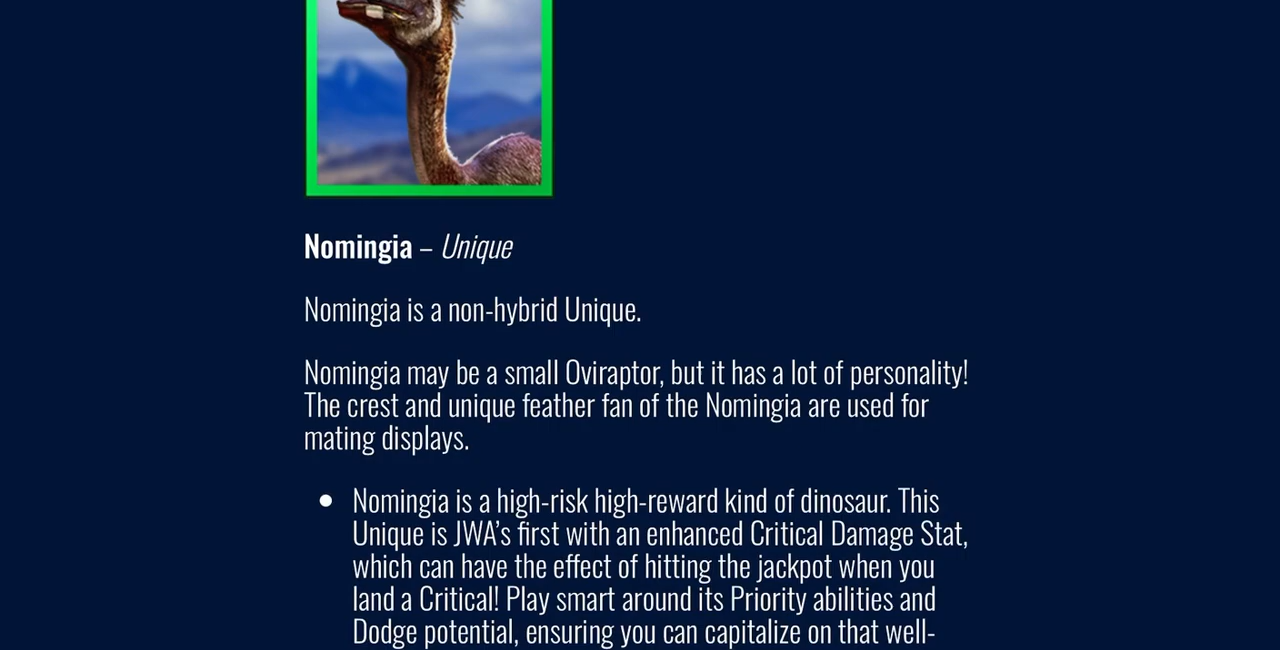 Nomingia – Unique
Nomingia is a non-hybrid Unique.
Nomingia may be a small Oviraptor, but it has a lot of personality!
The crest and unique feather fan of the Nomingia are used for
mating displays.
• Nomingia is a high-risk high-reward kind of dinosaur. This
Unique is JWA’s first with an enhanced Critical Damage Stat,
which can have the effect of hitting the jackpot when you
land a Critical! Play smart around its Priority abilities and
Dodge potential, ensuring you can capitalize on that well-